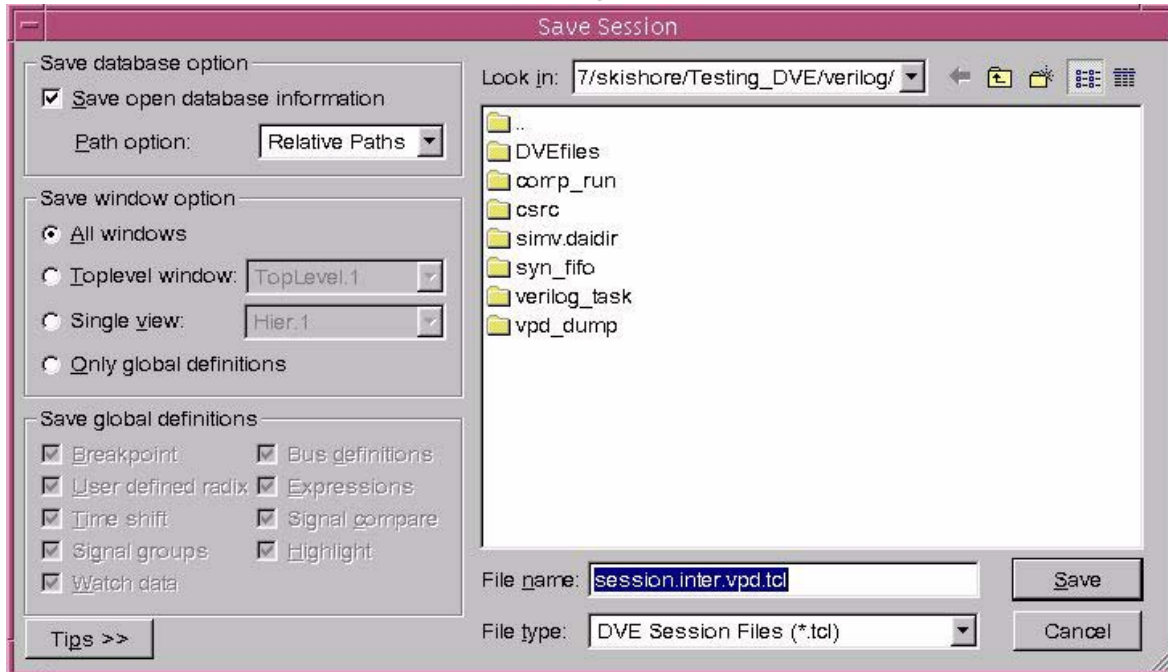 Save Session
Save database option
Save open database information
Path option: Relative Paths
Save window option
All windows
Toplevel window: TopLevel.1
Single view: Hier.1
Only global definitions
Save global definitions
Breakpoint Bus definitions
User defined radix Expressions
Time shift Signal compare
Signal groups Highlight
Watch data
Tips >>
Look in: 7/skishore/Testing_DVE/verilog/
..
DVEfiles
comp_run
csrc
simv.daidir
syn_fifo
verilog_task
vpd_dump
File name: session.inter.vpd.tcl Save
File type: DVE Session Files (*.tcl) Cancel